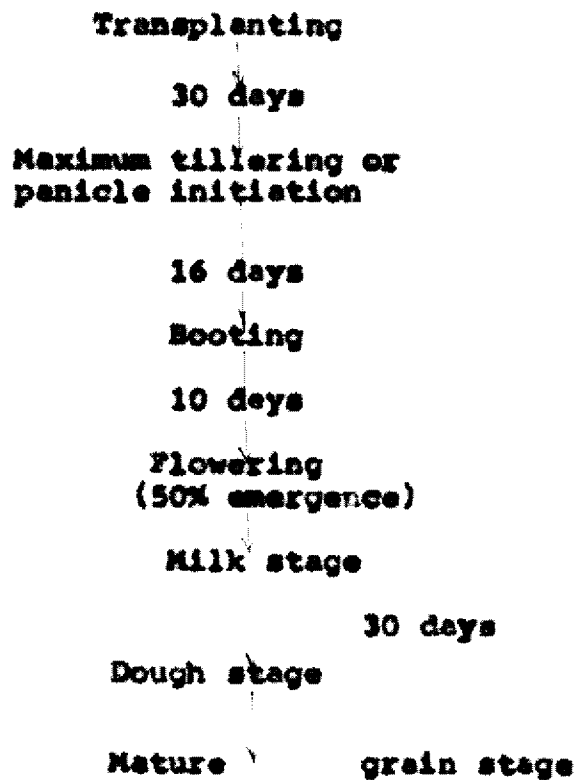 Transplanting
30 days
Maximum tillering or
panicle initiation
16 days
Booting
10 days
Flowering
(50% emergence)
Milk stage
30 days
Dough stage
Mature grain stage